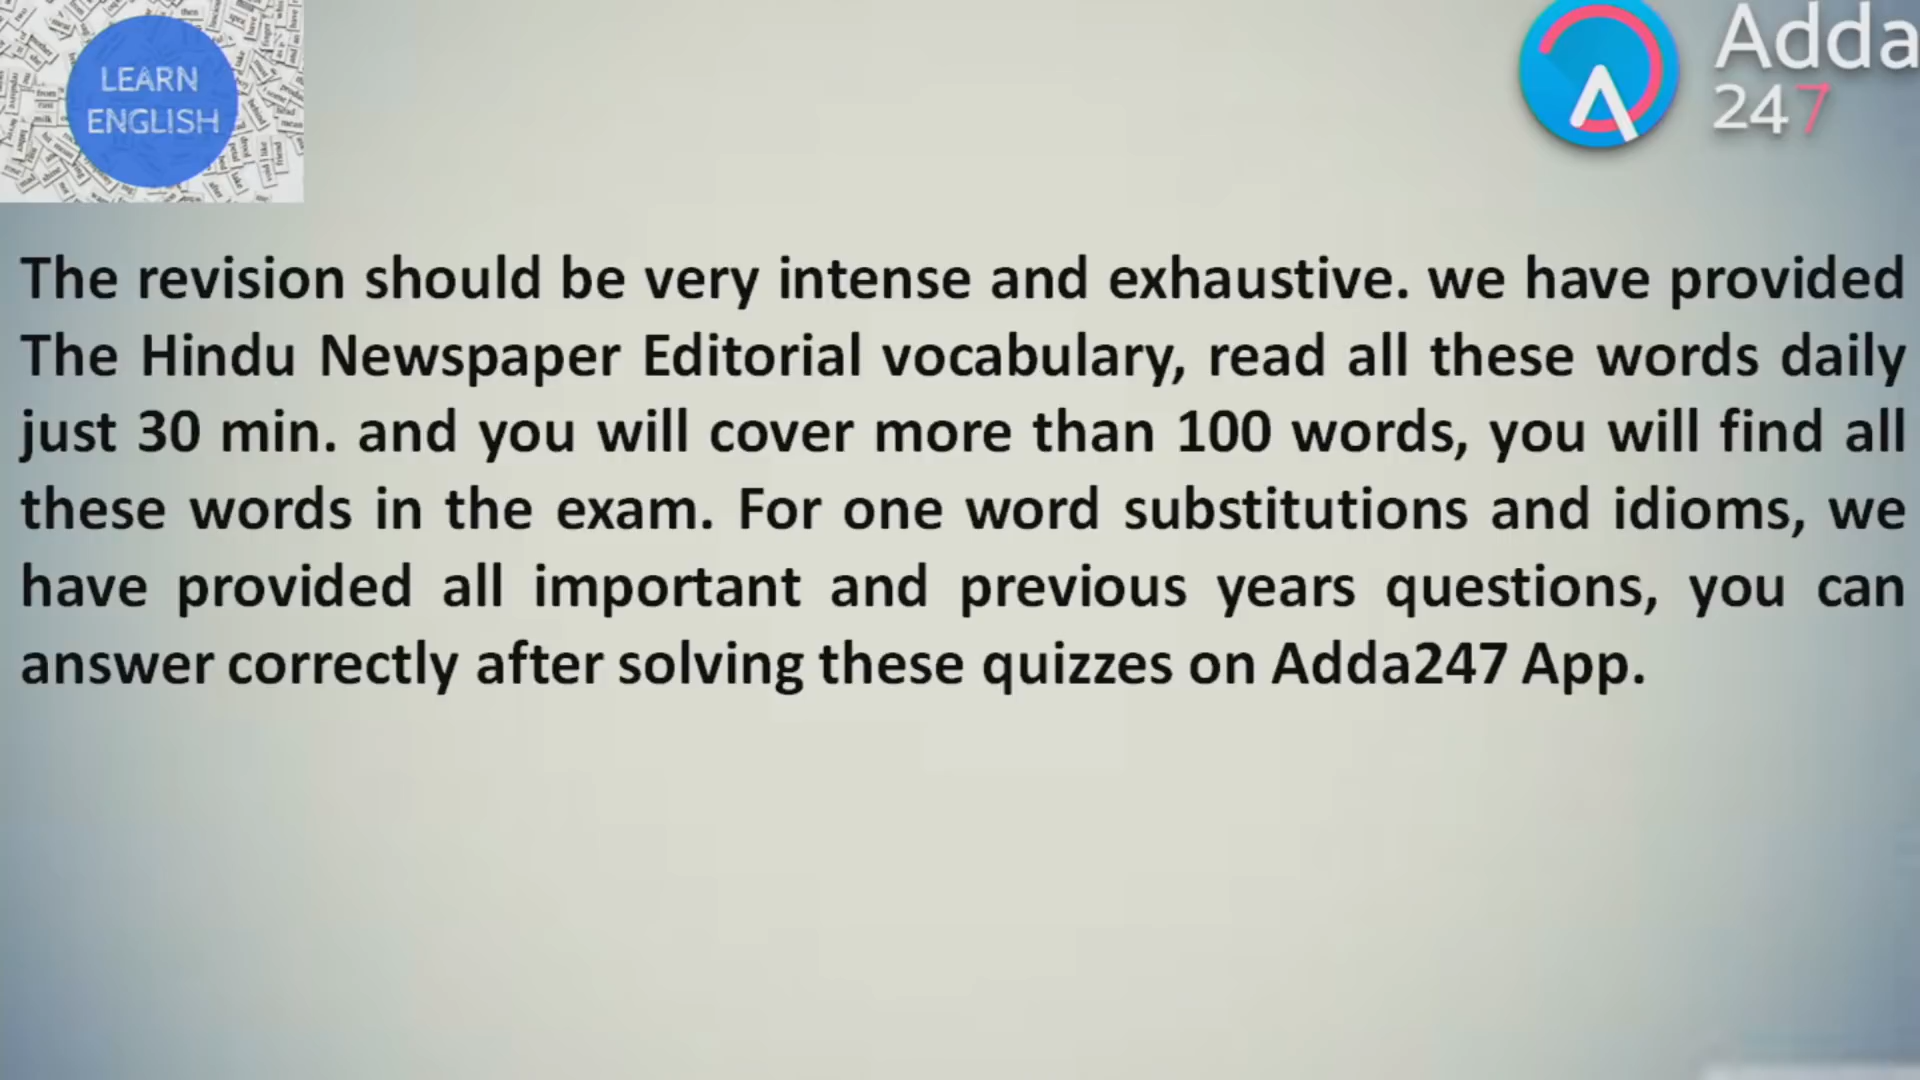 LEARN
ENGLISH
Adda
247
The revision should be very intense and exhaustive. we have provided
The Hindu Newspaper Editorial vocabulary, read all these words daily
just 30 min. and you will cover more than 100 words, you will find all
these words in the exam. For one word substitutions and idioms, we
have provided all important and previous years questions, you can
answer correctly after solving these quizzes on Adda247 App.